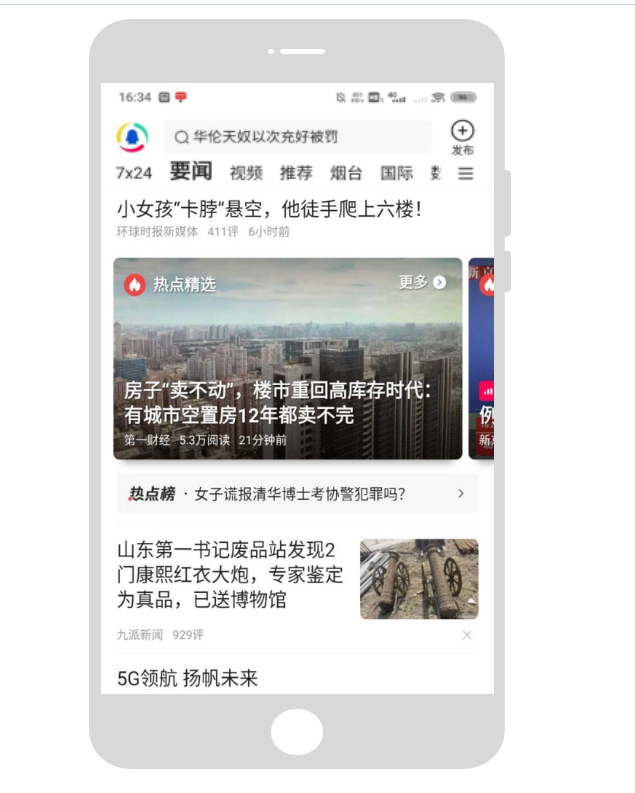 16:34
华伦天奴以次充好被罚
发布
7x24 要闻 视频 推荐 烟台 国际
小女孩“卡脖”悬空，他徒手爬上六楼！
环球时报新媒体 411评 6小时前
热点精选
更多
房子“卖不动”，楼市重回高库存时代：
有城市空置房12年都卖不完
第一财经 5.3万阅读 21分钟前
例
新京
热点榜 · 女子谎报清华博士考协警犯罪吗？
山东第一书记废品站发现2
门康熙红衣大炮，专家鉴定
为真品，已送博物馆
九派新闻 929评
5G领航 扬帆未来